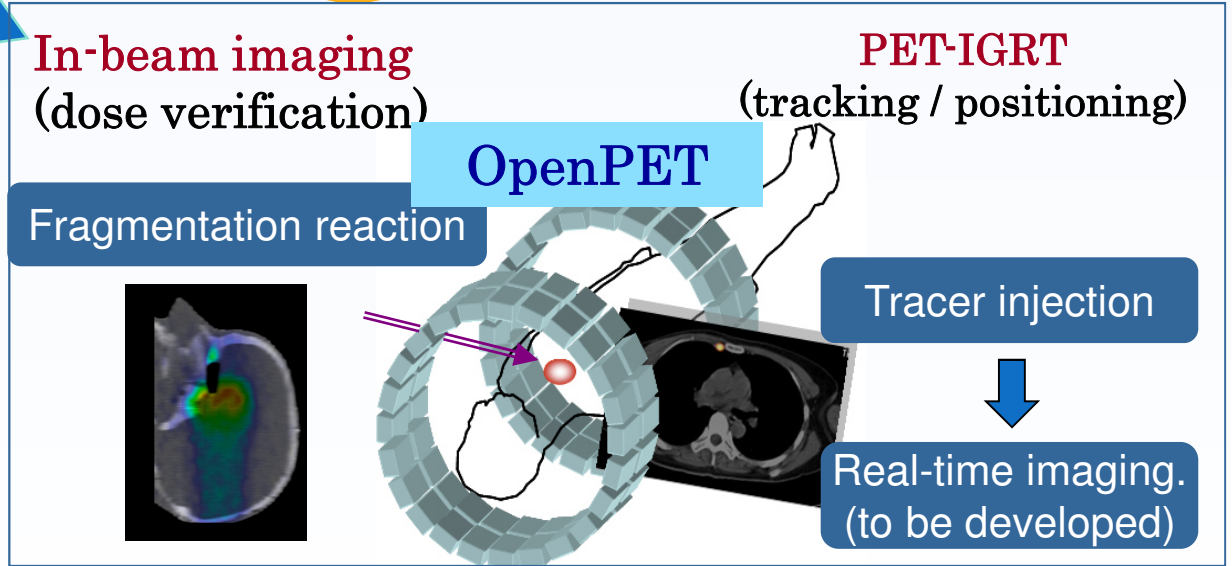 In-beam imaging
(dose verification)
PET-IGRT
(tracking / positioning)
OpenPET
Fragmentation reaction
Tracer injection
Real-time imaging.
(to be developed)